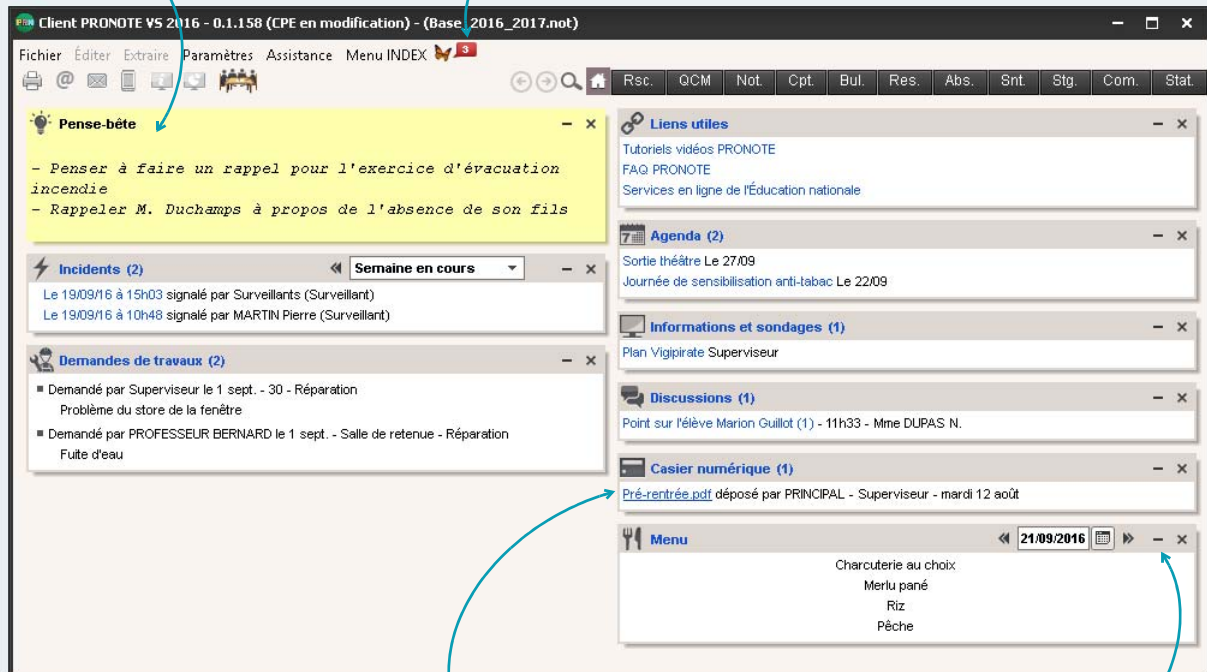 PRN Client PRONOTE VS 2016 - 0.1.158 (CPE en modification) - (Base_2016_2017.not)
Fichier Éditer Extraire Paramètres Assistance Menu INDEX 3
Rsc. QCM Not. Cpt. Bul. Res. Abs. Snt. Stg. Com. Stat.
Pense-bête
- Penser à faire un rappel pour l'exercice d'évacuation
incendie
- Rappeler M. Duchamps à propos de l'absence de son fils
Incidents (2) Semaine en cours
Le 19/09/16 à 15h03 signalé par Surveillants (Surveillant)
Le 19/09/16 à 10h48 signalé par MARTIN Pierre (Surveillant)
Demandes de travaux (2)
Demandé par Superviseur le 1 sept. - 30 - Réparation
Problème du store de la fenêtre
Demandé par PROFESSEUR BERNARD le 1 sept. - Salle de retenue - Réparation
Fuite d'eau
Liens utiles
Tutoriels vidéos PRONOTE
FAQ PRONOTE
Services en ligne de l'Éducation nationale
7 Agenda (2)
Sortie théâtre Le 27/09
Journée de sensibilisation anti-tabac Le 22/09
Informations et sondages (1)
Plan Vigipirate Superviseur
Discussions (1)
Point sur l'élève Marion Guillot (1) - 11h33 - Mme DUPAS N.
Casier numérique (1)
Pré-rentrée.pdf déposé par PRINCIPAL - Superviseur - mardi 12 août
Menu 21/09/2016
Charcuterie au choix
Merlu pané
Riz
Pêche